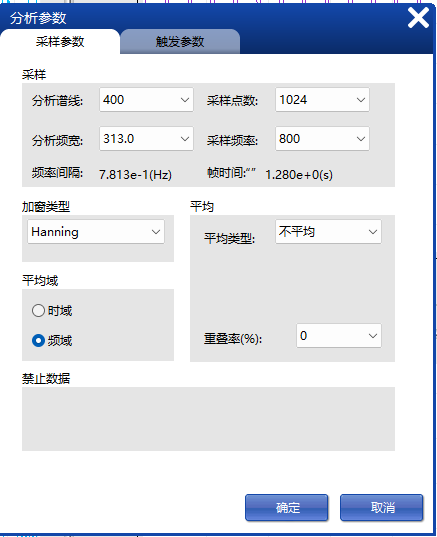 分析参数
采样参数 触发参数
采样
分析谱线: 400 采样点数: 1024
分析频宽: 313.0 采样频率: 800
频率间隔: 7.813e-1(Hz) 帧时间:"" 1.280e+0(s)
加窗类型 平均
Hanning 平均类型: 不平均
平均域
时域
频域 重叠率(%): 0
禁止数据
确定 取消